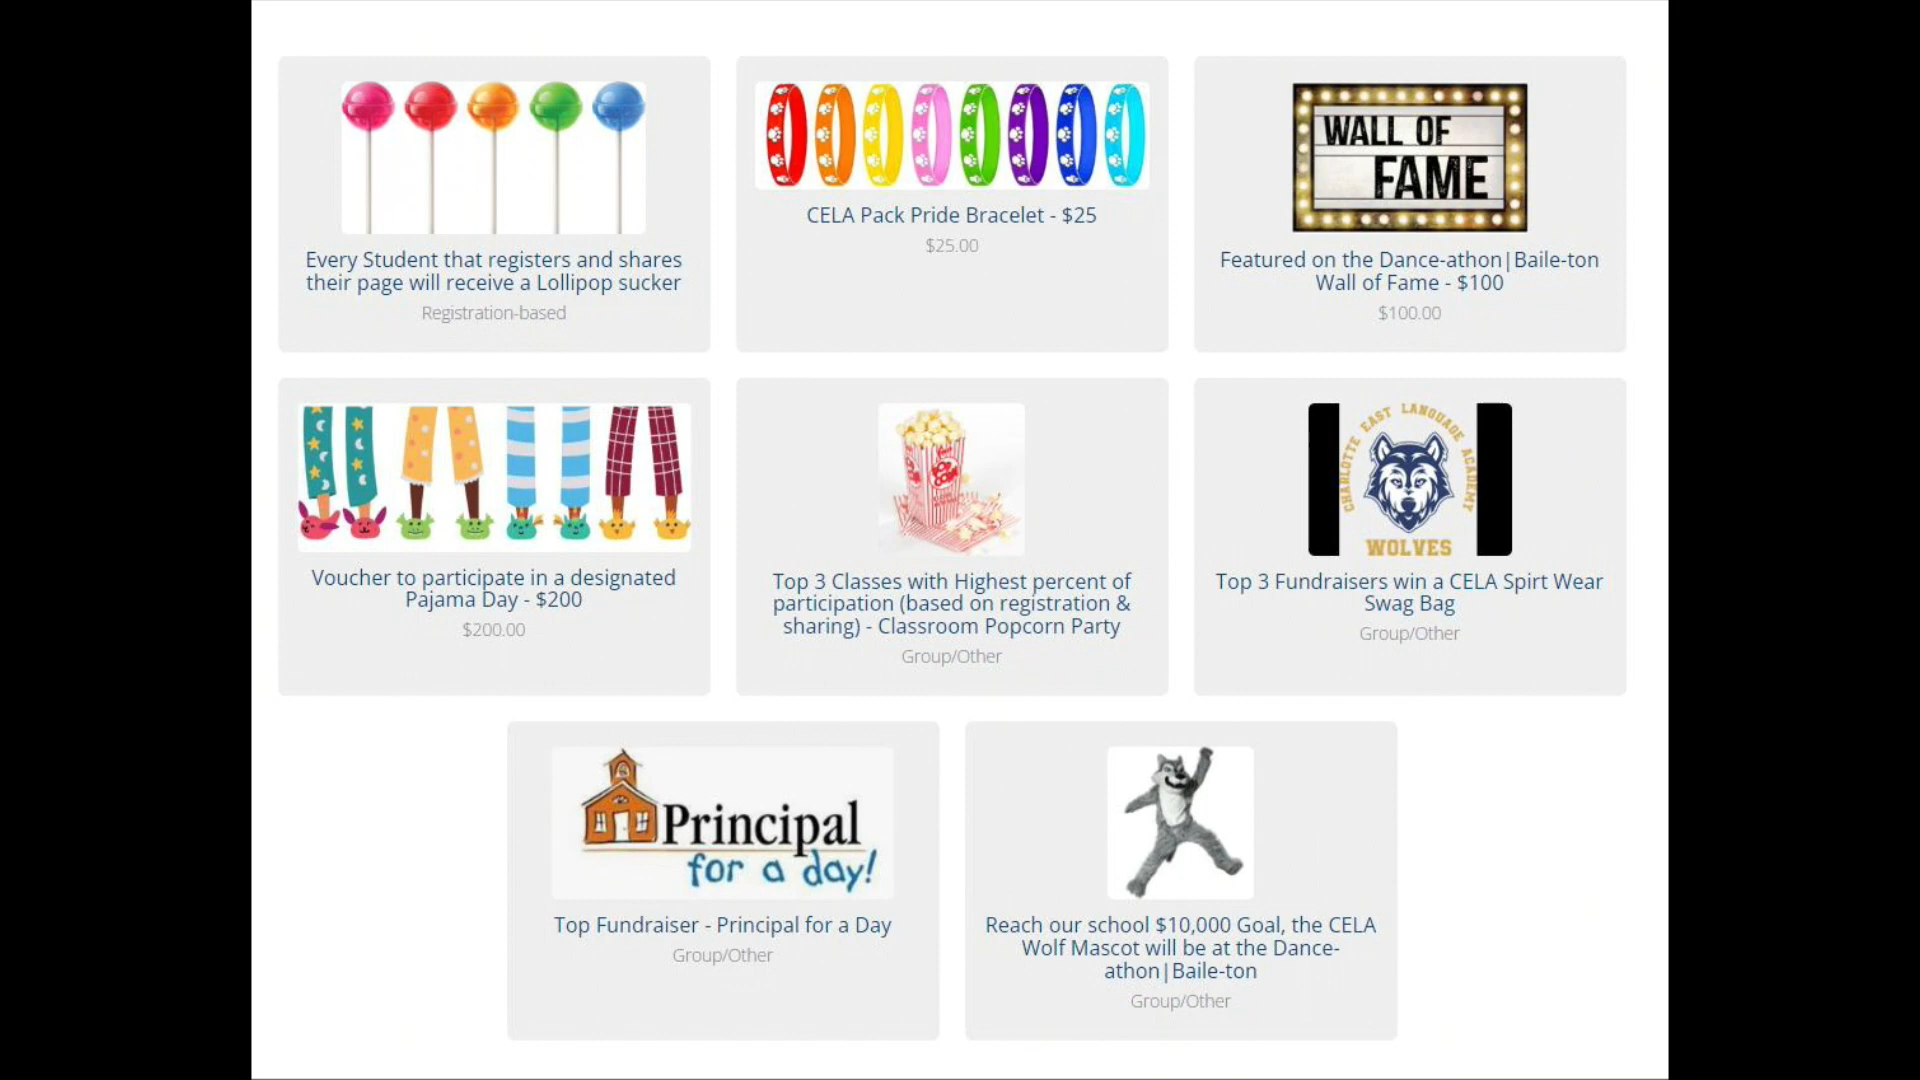 Every Student that registers and shares
their page will receive a Lollipop sucker
Registration-based
CELA Pack Pride Bracelet - $25
$25.00
WALL OF
FAME
Featured on the Dance-athon|Baile-ton
Wall of Fame - $100
$100.00
Voucher to participate in a designated
Pajama Day - $200
$200.00
POP
CORN
Top 3 Classes with Highest percent of
participation (based on registration &
sharing) - Classroom Popcorn Party
Group/Other
CHARLOTTE EAST LANGUAGE ACADEMY
WOLVES
Top 3 Fundraisers win a CELA Spirt Wear
Swag Bag
Group/Other
Principal
for a day!
Top Fundraiser - Principal for a Day
Group/Other
Reach our school $10,000 Goal, the CELA
Wolf Mascot will be at the Dance-
athon|Baile-ton
Group/Other